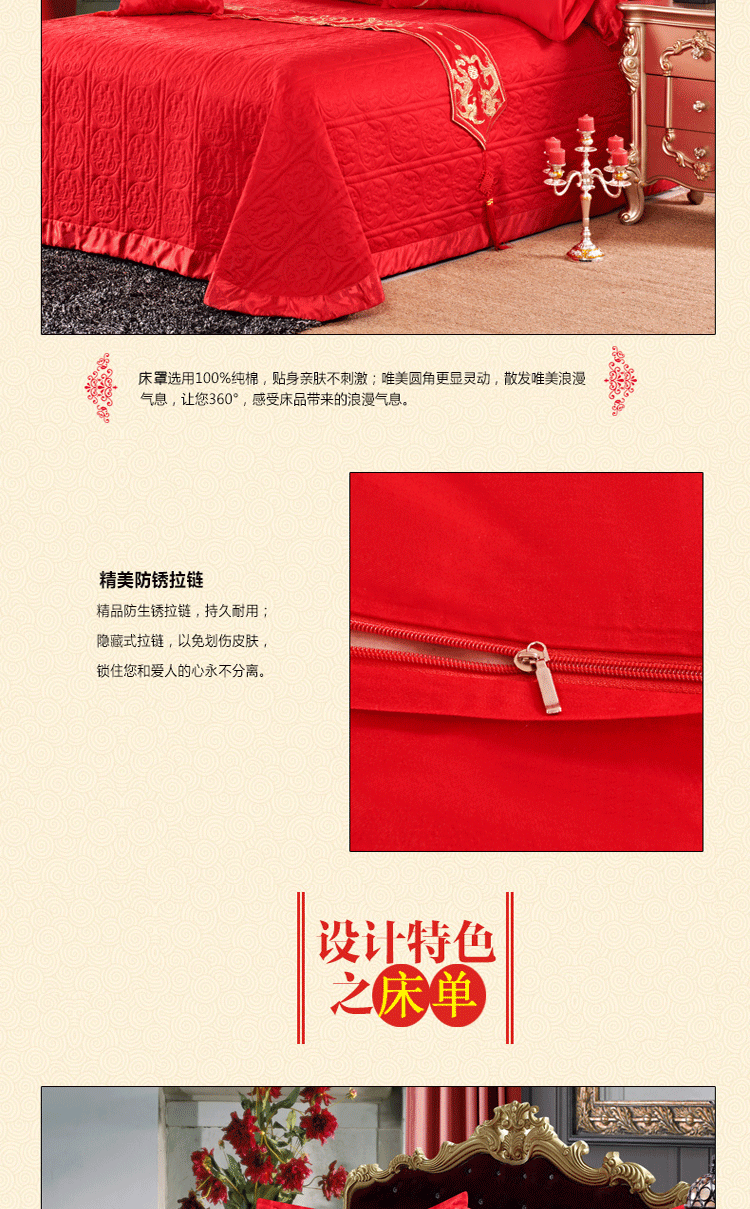 床罩选用100%纯棉，贴身亲肤不刺激；唯美圆角更显灵动，散发唯美浪漫
气息，让您360°，感受床品带来的浪漫气息。
精美防锈拉链
精品防生锈拉链，持久耐用；
隐藏式拉链，以免划伤皮肤，
锁住您和爱人的心永不分离。
设计特色
之床单